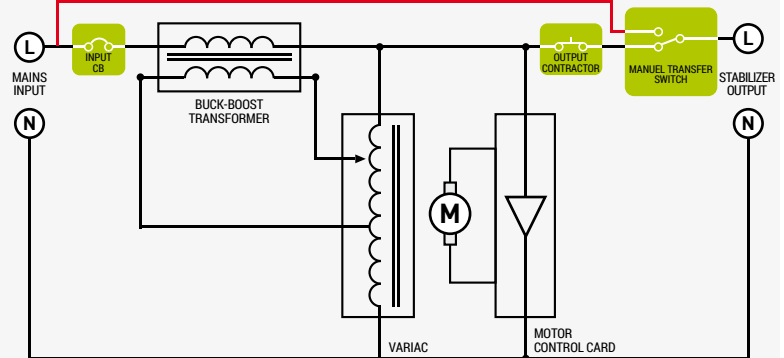 L
INPUT
CB
OUTPUT
CONTRACTOR
MANUEL TRANSFER
SWITCH
L
MAINS
INPUT
STABILIZER
OUTPUT
BUCK-BOOST
TRANSFORMER
N
N
M
VARIAC
MOTOR
CONTROL CARD